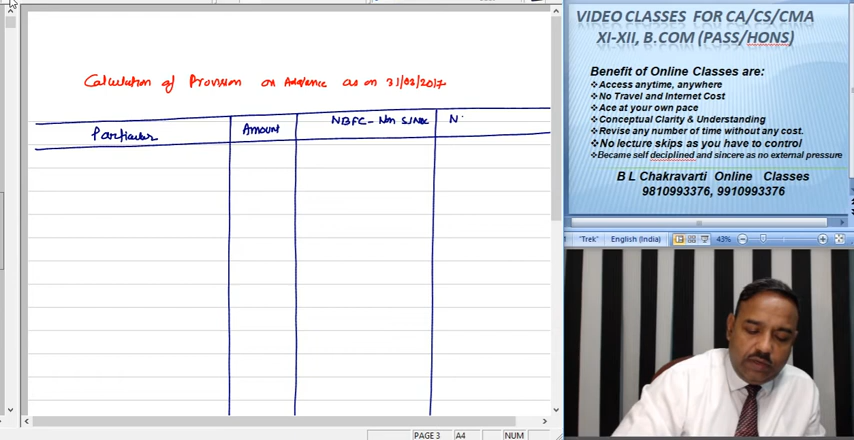 Calculation of Provision on Advance as on 31/03/2017
Particular Amount NBFC-Non SI NBC N.
VIDEO CLASSES FOR CA/CS/CMA
XI-XII, B.COM (PASS/HONS)
Benefit of Online Classes are:
❖Access anytime, anywhere
❖No Travel and Internet Cost
❖Ace at your own pace
❖Conceptual Clarity & Understanding
❖Revise any number of time without any cost.
❖No lecture skips as you have to control
❖Became self deciplined and sincere as no external pressure
B L Chakravarti Online Classes
9810993376, 9910993376
"Trek" English (India) 43%
PAGE 3 A4 NUM